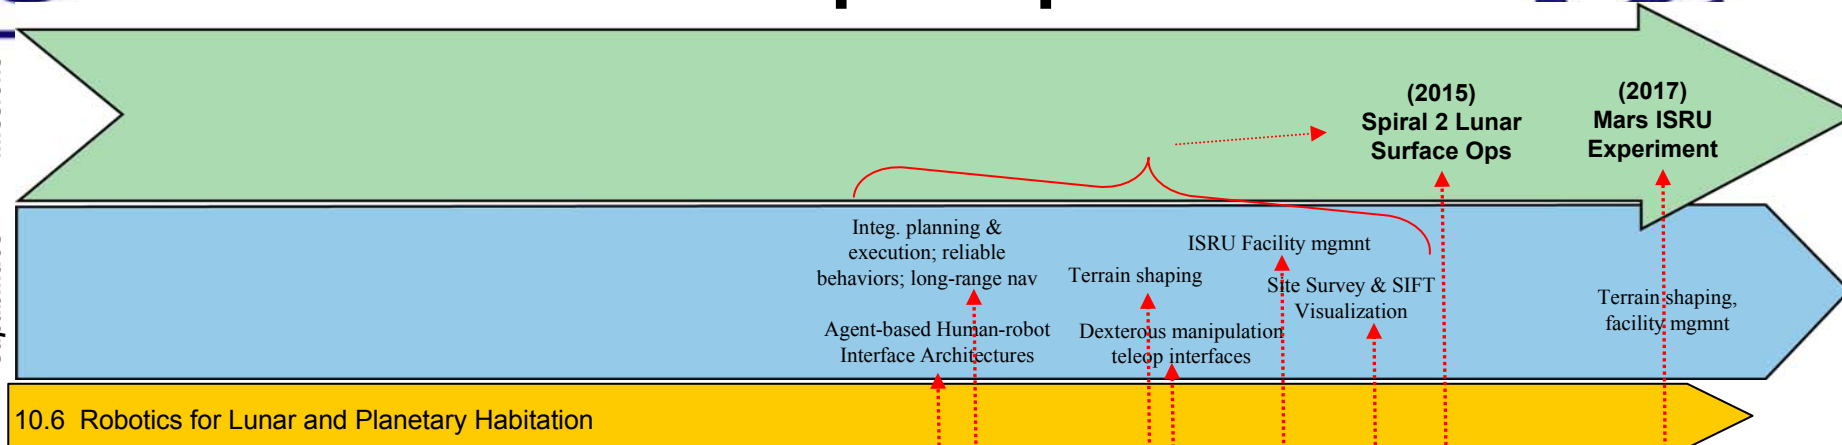 (2015)
Spiral 2 Lunar
Surface Ops
(2017)
Mars ISRU
Experiment
Integ. planning &
execution; reliable
behaviors; long-range nav
Agent-based Human-robot
Interface Architectures
Terrain shaping
Dexterous manipulation
teleop interfaces
ISRU Facility mgmnt
Site Survey & SIFT
Visualization
Terrain shaping,
facility mgmnt
10.6 Robotics for Lunar and Planetary Habitation